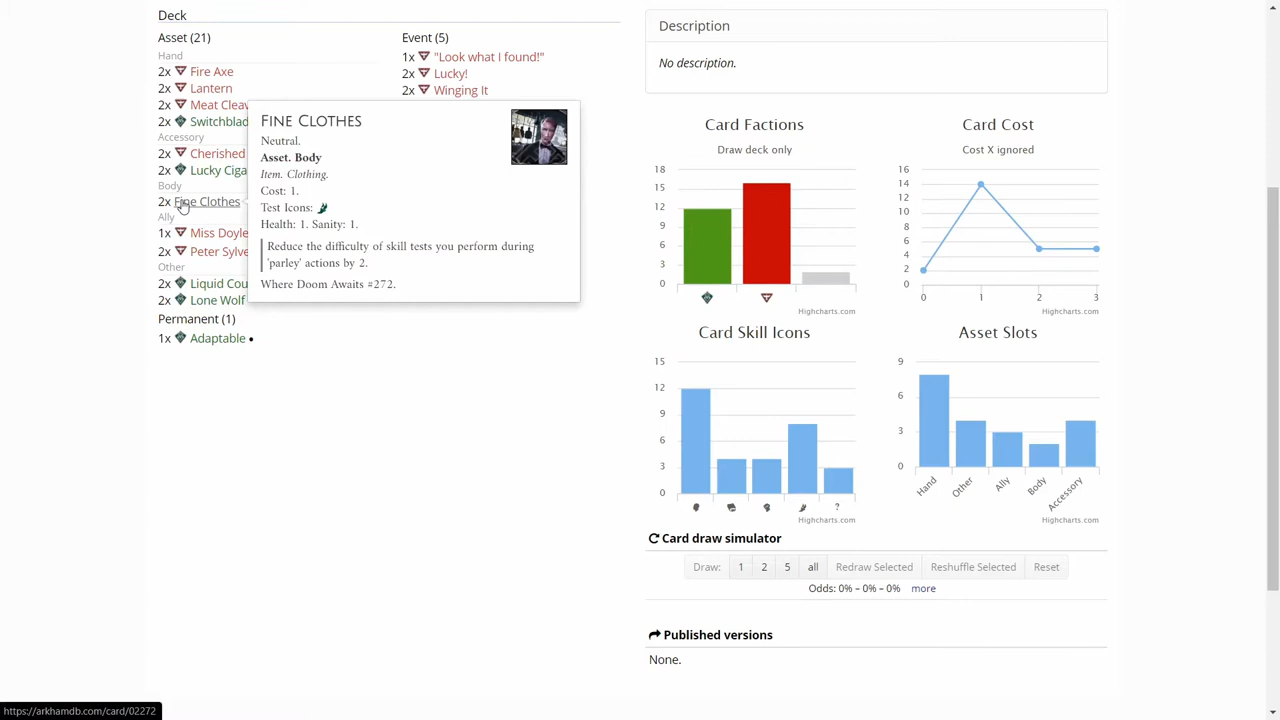 Deck
Asset (21)
Hand
2x Fire Axe
2x Lantern
2x Meat Cleav
2x Switchblad
Accessory
2x Cherished
2x Lucky Ciga
Body
2x Fine Clothes
Ally
1x Miss Doyle
2x Peter Sylve
Other
2x Liquid Cou
2x Lone Wolf
Permanent (1)
1x Adaptable •
Event (5)
1x "Look what I found!"
2x Lucky!
2x Winging It
Fine Clothes
Neutral.
Asset. Body
Item. Clothing.
Cost: 1.
Test Icons:
Health: 1. Sanity: 1.
Reduce the difficulty of skill tests you perform during
'parley' actions by 2.
Where Doom Awaits #272.
Description
No description.
Card Factions
Draw deck only
18
15
12
9
6
3
0
Highcharts.com
Card Cost
Cost X ignored
16
14
12
10
8
6
4
2
0
0 1 2 3
Highcharts.com
Card Skill Icons
15
12
9
6
3
0
?
Highcharts.com
Asset Slots
9
6
3
0
Hand
Other
Ally
Body
Accessory
Highcharts.com
Card draw simulator
Draw: 1 2 5 all Redraw Selected Reshuffle Selected Reset
Odds: 0% – 0% – 0% more
Published versions
None.
https://arkhamdb.com/card/02272